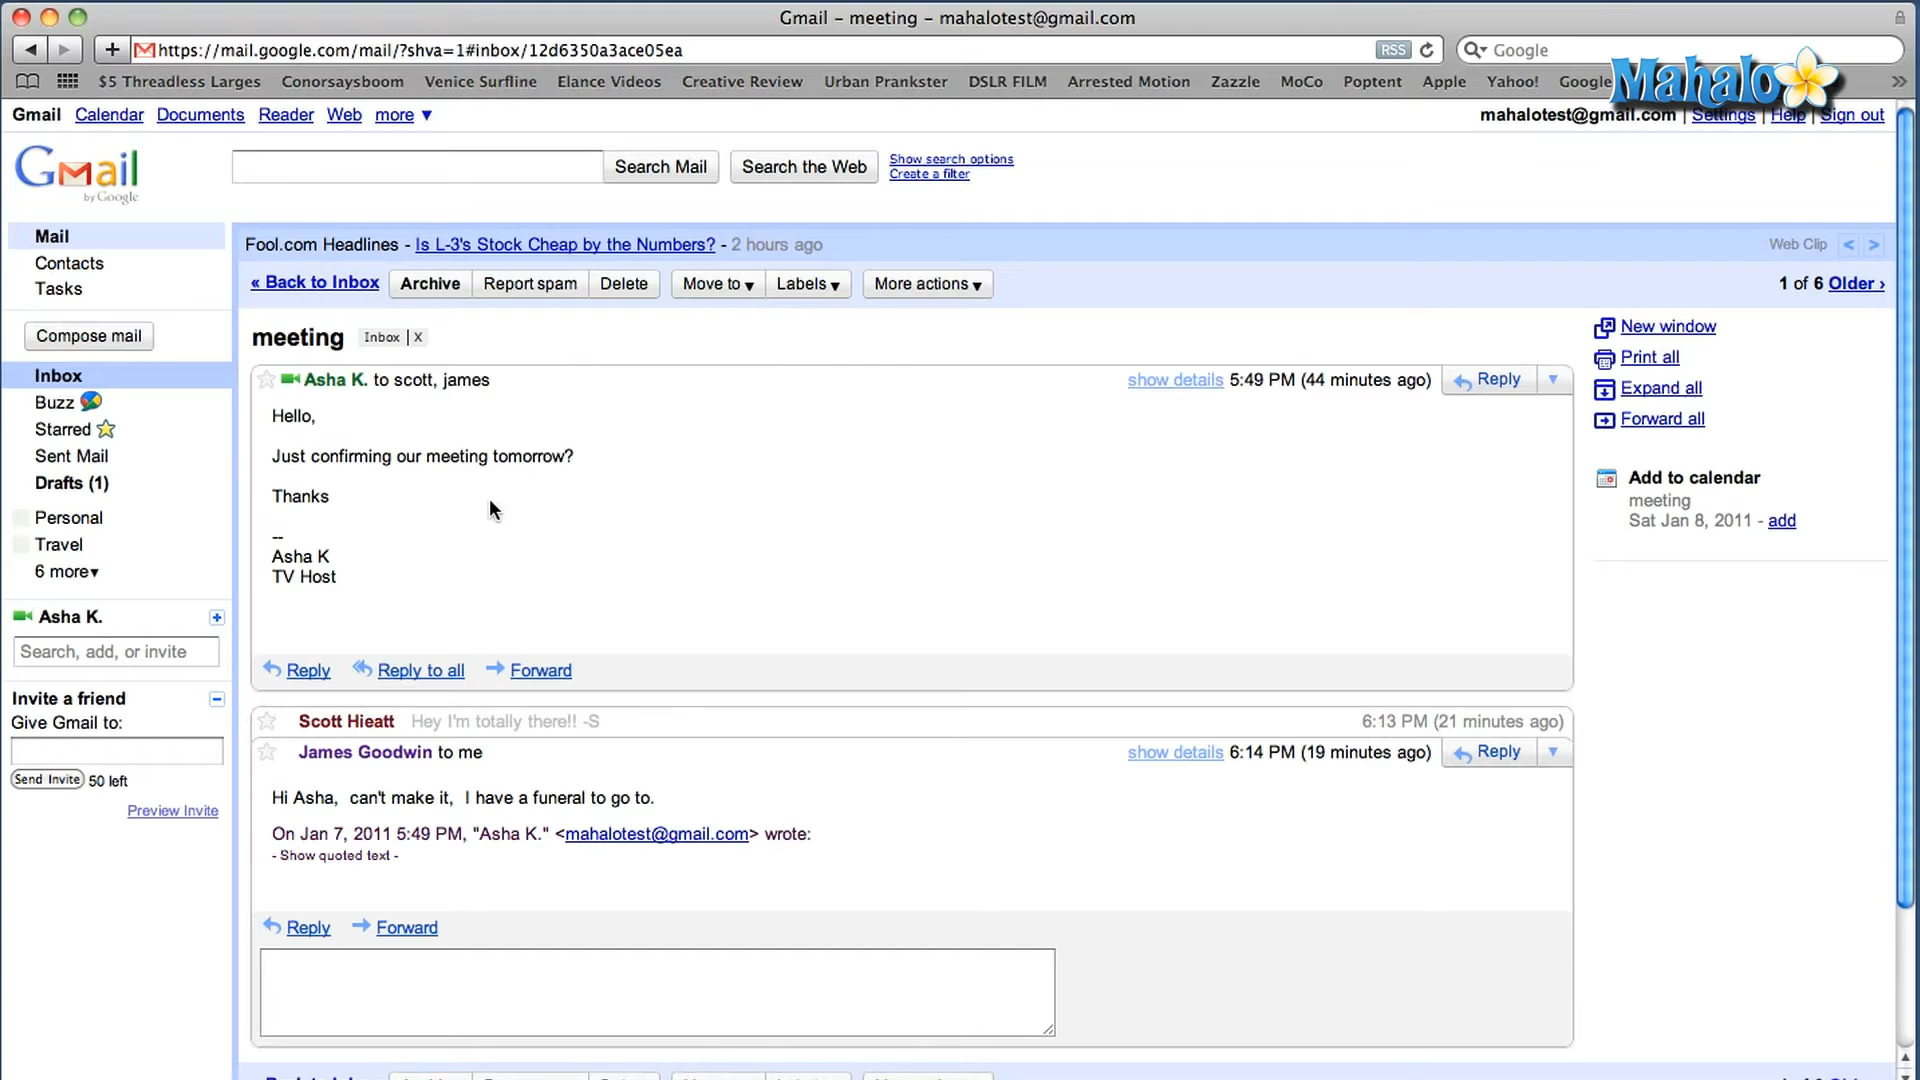 Gmail – meeting – mahalotest@gmail.com
https://mail.google.com/mail/?shva=1#inbox/12d6350a3ace05ea
RSS
Google
$5 Threadless Larges Conorsaysboom Venice Surfline Elance Videos Creative Review Urban Prankster DSLR FILM Arrested Motion Zazzle MoCo Poptent Apple Yahoo! Google
Mahalo
Gmail Calendar Documents Reader Web more ▼
mahalotest@gmail.com | Settings | Help | Sign out
Gmail
by Google
Search Mail
Search the Web
Show search options
Create a filter
Mail
Contacts
Tasks
Compose mail
Inbox
Buzz
Starred
Sent Mail
Drafts (1)
Personal
Travel
6 more▾
Asha K.
Search, add, or invite
Invite a friend
Give Gmail to:
Send Invite 50 left
Preview Invite
Fool.com Headlines - Is L-3's Stock Cheap by the Numbers? - 2 hours ago
Web Clip < >
« Back to Inbox Archive Report spam Delete Move to ▾ Labels ▾ More actions ▾
1 of 6 Older ›
meeting Inbox | X
Asha K. to scott, james
show details 5:49 PM (44 minutes ago) Reply
Hello,
Just confirming our meeting tomorrow?
Thanks
--
Asha K
TV Host
Reply Reply to all Forward
Scott Hieatt Hey I'm totally there!! -S
6:13 PM (21 minutes ago)
James Goodwin to me
show details 6:14 PM (19 minutes ago) Reply
Hi Asha, can't make it, I have a funeral to go to.
On Jan 7, 2011 5:49 PM, "Asha K." <mahalotest@gmail.com> wrote:
- Show quoted text -
Reply Forward
New window
Print all
Expand all
Forward all
Add to calendar
meeting
Sat Jan 8, 2011 - add